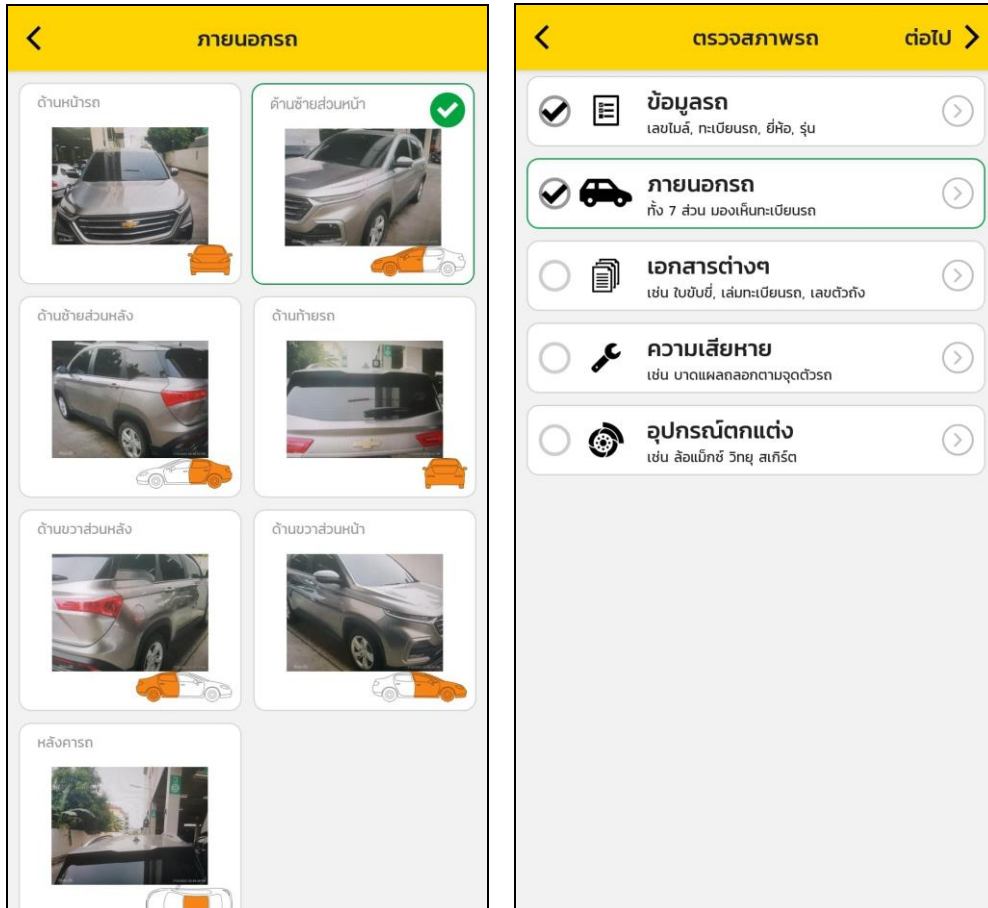 ภายนอกรถ
ด้านหน้ารถ
ด้านซ้ายส่วนหน้า
ด้านซ้ายส่วนหลัง
ด้านท้ายรถ
ด้านขวาส่วนหลัง
ด้านขวาส่วนหน้า
หลังคารถ
ตรวจสภาพรถ
ต่อไป
ข้อมูลรถ
เลขไมล์, ทะเบียนรถ, ยี่ห้อ, รุ่น
ภายนอกรถ
ทั้ง 7 ส่วน มองเห็นทะเบียนรถ
เอกสารต่างๆ
เช่น ใบขับขี่, เล่มทะเบียนรถ, เลขตัวถัง
ความเสียหาย
เช่น บาดแผลถลอกตามจุดตัวรถ
อุปกรณ์ตกแต่ง
เช่น ล้อแม็กซ์ วิทยุ สเกิร์ต